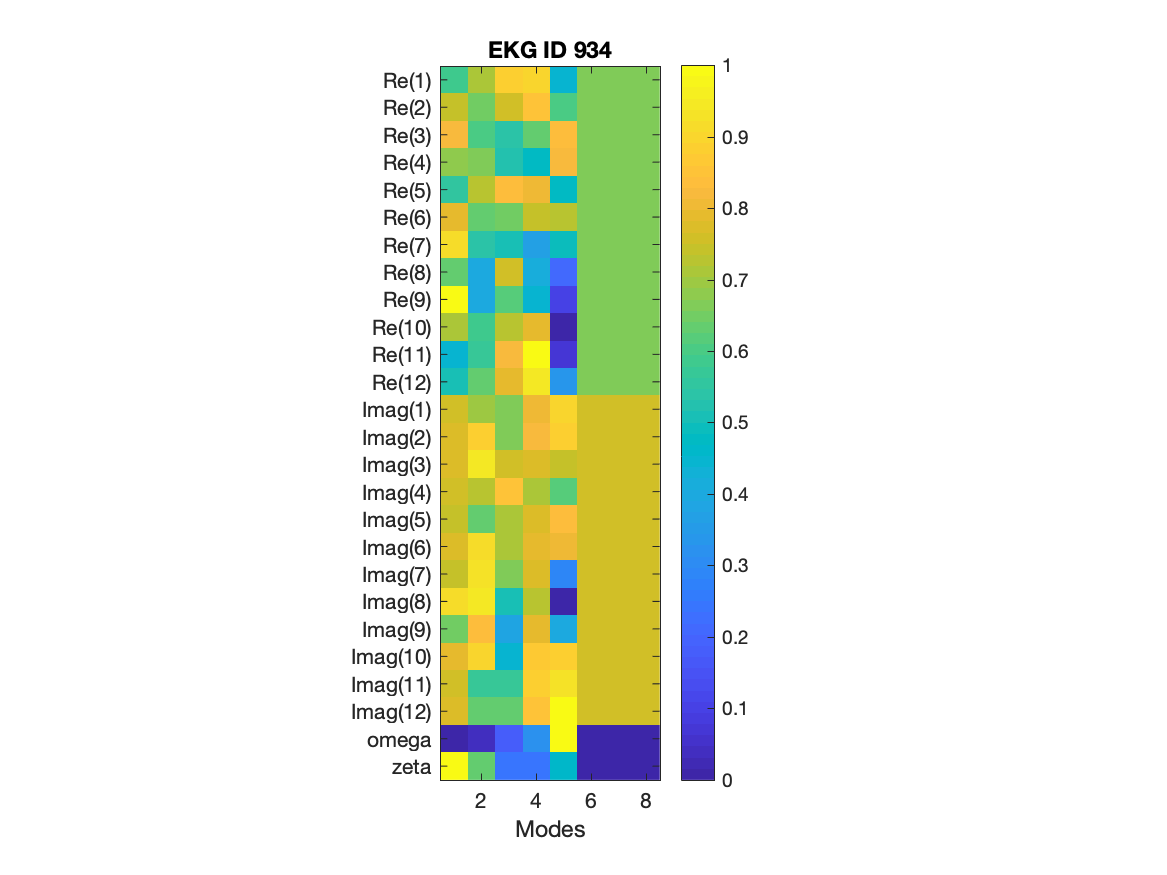 EKG ID 934
Re(1)
Re(2)
Re(3)
Re(4)
Re(5)
Re(6)
Re(7)
Re(8)
Re(9)
Re(10)
Re(11)
Re(12)
Imag(1)
Imag(2)
Imag(3)
Imag(4)
Imag(5)
Imag(6)
Imag(7)
Imag(8)
Imag(9)
Imag(10)
Imag(11)
Imag(12)
omega
zeta
2 4 6 8
Modes
1
0.9
0.8
0.7
0.6
0.5
0.4
0.3
0.2
0.1
0